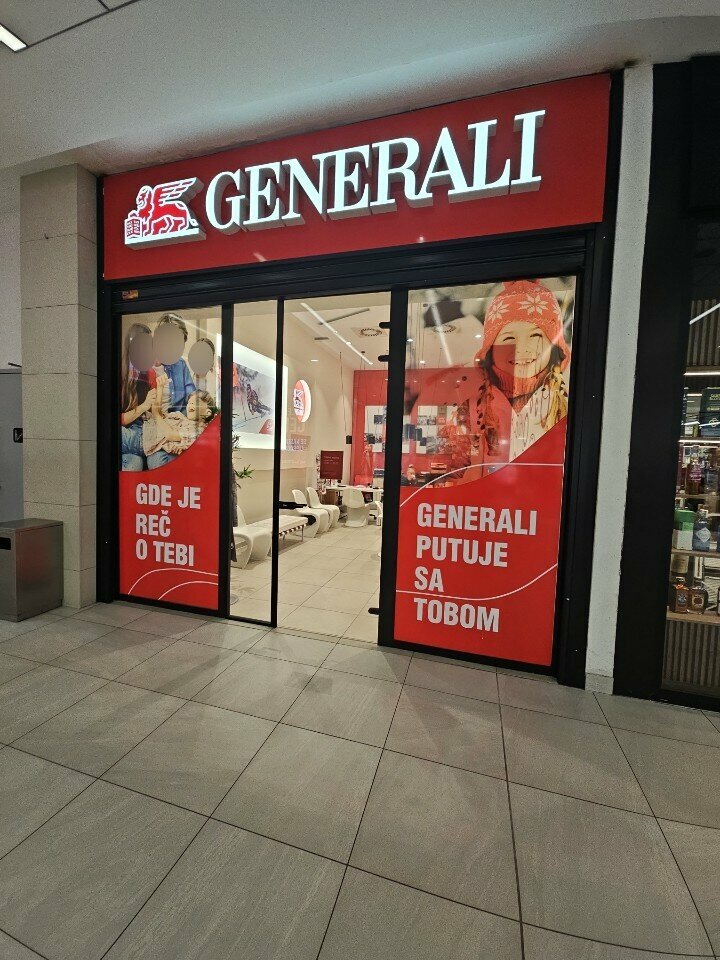 GENERALI
GDE JE
REČ
O TEBI
GENERALI
PUTUJE
SA
TOBOM